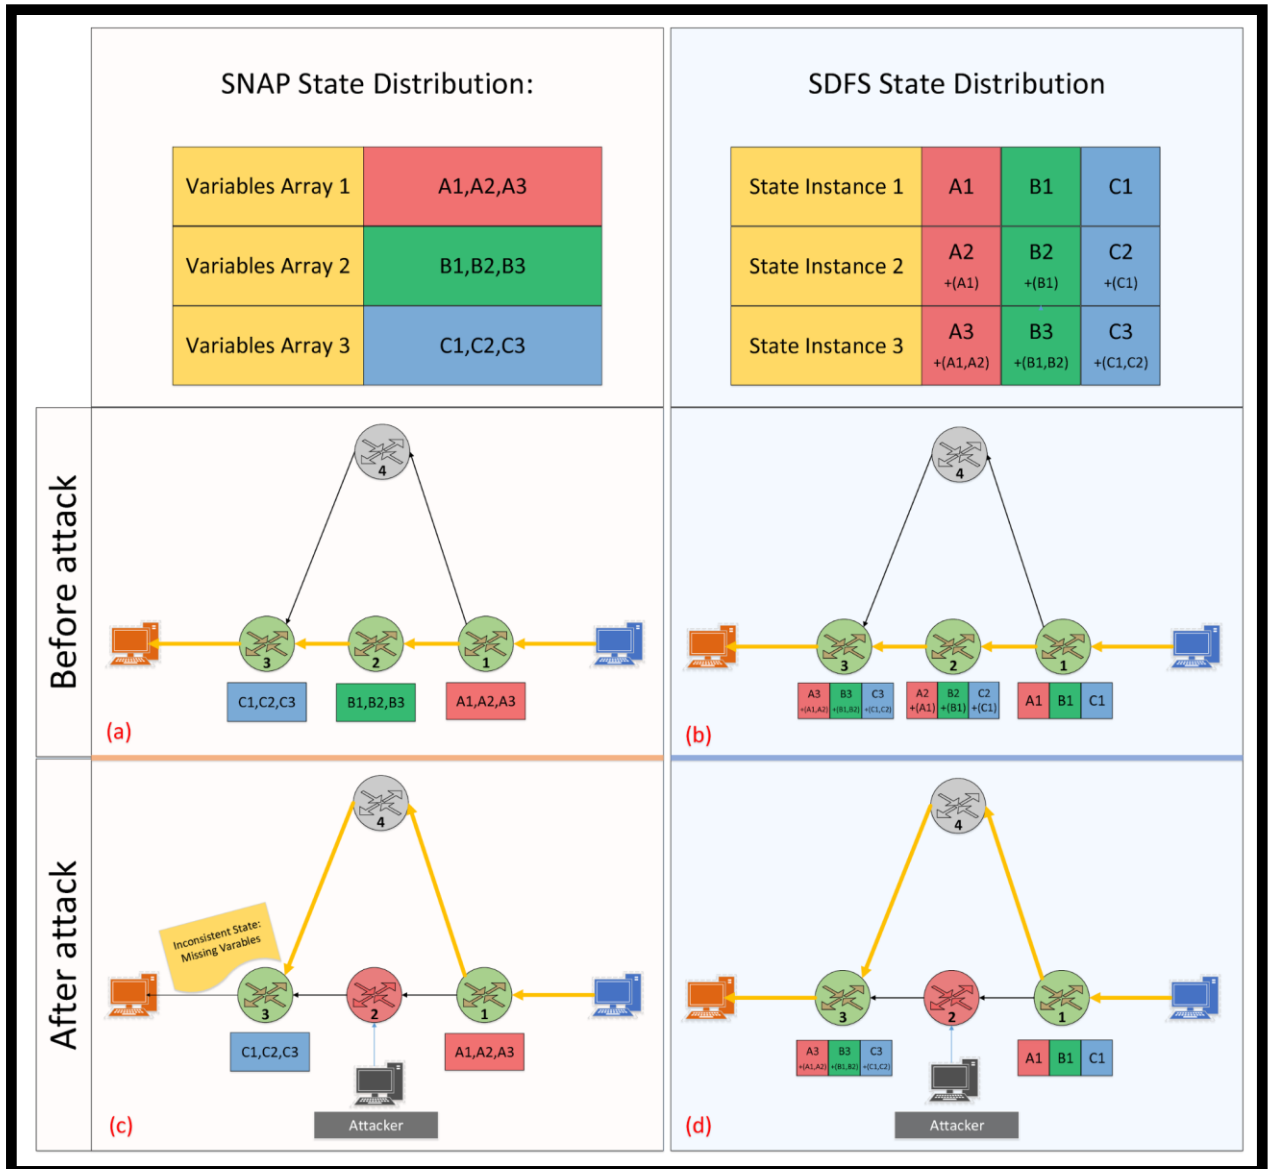 SNAP State Distribution:
Variables Array 1
A1,A2,A3
Variables Array 2
B1,B2,B3
Variables Array 3
C1,C2,C3
SDFS State Distribution
State Instance 1
A1
B1
C1
State Instance 2
A2
+(A1)
B2
+(B1)
C2
+(C1)
State Instance 3
A3
+(A1,A2)
B3
+(B1,B2)
C3
+(C1,C2)
Before attack
4
3
2
1
C1,C2,C3
B1,B2,B3
A1,A2,A3
(a)
4
3
2
1
A3
+(A1,A2)
B3
+(B1,B2)
C3
+(C1,C2)
A2
+(A1)
B2
+(B1)
C2
+(C1)
A1
B1
C1
(b)
After attack
4
Inconsistent State:
Missing Varables
3
2
1
C1,C2,C3
A1,A2,A3
Attacker
(c)
4
3
2
1
A3
+(A1,A2)
B3
+(B1,B2)
C3
+(C1,C2)
A1
B1
C1
Attacker
(d)